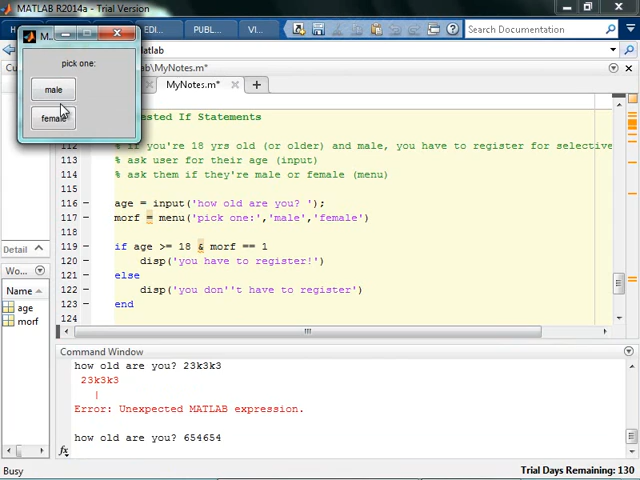 MATLAB R2014a - Trial Version
EDI...
PUBL...
VI...
Search Documentation
M...
atlab
pick one:
male
female
Cu
b\MyNotes.m*
MyNotes.m*
ested If Statements
112 % if you're 18 yrs old (or older) and male, you have to register for selective
113 % ask user for their age (input)
114 % ask them if they're male or female (menu)
115
116 – age = input('how old are you? ');
117 – morf = menu('pick one:','male','female')
118
119 – if age >= 18 & morf == 1
120 – disp('you have to register!')
121 – else
122 – disp('you don''t have to register')
123 – end
124
Detail
Wo...
Name
age
morf
Command Window
how old are you? 23k3k3
23k3k3
|
Error: Unexpected MATLAB expression.
how old are you? 654654
fx
Busy
Trial Days Remaining: 130